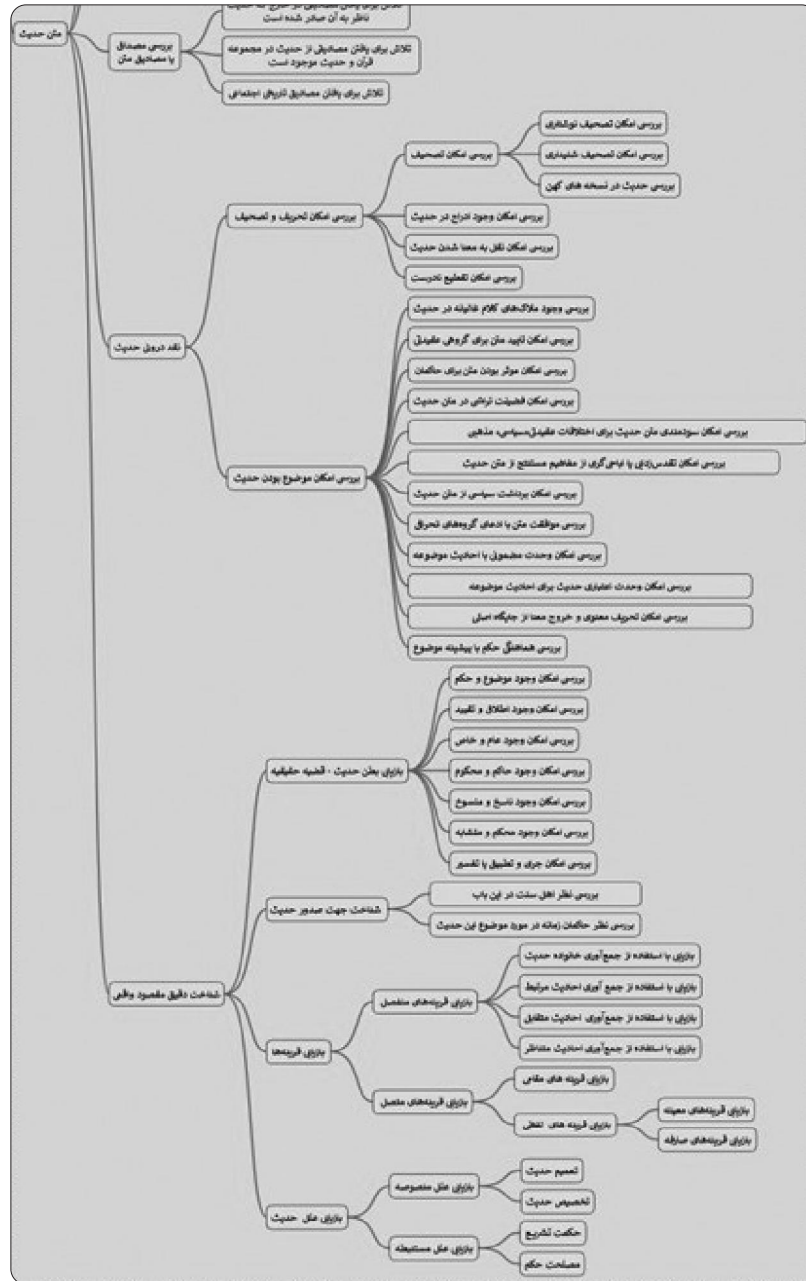 متن حدیث
بررسی مصداق
یا مصادیق متن
ناظر به آن صادر شده است
تلاش برای یافتن مصادیقی از حدیث در مجموعه
قرآن و حدیث موجود است
تلاش برای یافتن مصادیق تاریخی اجتماعی
نقد درونی حدیث
بررسی امکان تحریف و تصحیف
بررسی امکان تصحیف
بررسی امکان تصحیف نوشتاری
بررسی امکان تصحیف شنیداری
بررسی حدیث در نسخه های کهن
بررسی امکان وجود ادراج در حدیث
بررسی امکان نقل به معنا شدن حدیث
بررسی امکان تقطیع نادرست
بررسی امکان موضوع بودن حدیث
بررسی وجود ملاک‌های کلام غالیانه در حدیث
بررسی امکان تایید متن برای گروهی عقیدتی
بررسی امکان موثر بودن متن برای حاکمان
بررسی امکان فضیلت تراشی در متن حدیث
بررسی امکان سودمندی متن حدیث برای اختلافات عقیدتی،سیاسی، مذهبی
بررسی امکان تقدس‌زدایی یا اباحی‌گری از مفاهیم مستنتج از متن حدیث
بررسی امکان برداشت سیاسی از متن حدیث
بررسی موافقت متن با ادعای گروه‌های انحرافی
بررسی امکان وحدت مضمونی با احادیث موضوعه
بررسی امکان وحدت اعتباری حدیث برای احادیث موضوعه
بررسی امکان تحریف معنوی و خروج معنا از جایگاه اصلی
بررسی هماهنگی حکم با پیشینه موضوع
شناخت دقیق مقصود واقعی
بازیابی بطن حدیث - قضیه حقیقیه
بررسی امکان وجود موضوع و حکم
بررسی امکان وجود اطلاق و تقیید
بررسی امکان وجود عام و خاص
بررسی امکان وجود حاکم و محکوم
بررسی امکان وجود ناسخ و منسوخ
بررسی امکان وجود محکم و متشابه
بررسی امکان جری و تطبیق یا تفسیر
شناخت جهت صدور حدیث
بررسی نظر اهل سنت در این باب
بررسی نظر حاکمان زمانه در مورد موضوع این حدیث
بازیابی قرینه‌ها
بازیابی قرینه‌های منفصل
بازیابی با استفاده از جمع‌آوری خانواده حدیث
بازیابی با استفاده از جمع آوری احادیث مرتبط
بازیابی با استفاده از جمع‌آوری احادیث متقابل
بازیابی با استفاده از جمع‌آوری احادیث متناظر
بازیابی قرینه‌های متصل
بازیابی قرینه های مقامی
بازیابی قرینه های لفظی
بازیابی قرینه‌های معینه
بازیابی قرینه‌های صارفه
بازیابی علل حدیث
بازیابی علل منصوصه
تعمیم حدیث
تخصیص حدیث
بازیابی علل مستنبطه
حکمت تشریع
مصلحت حکم